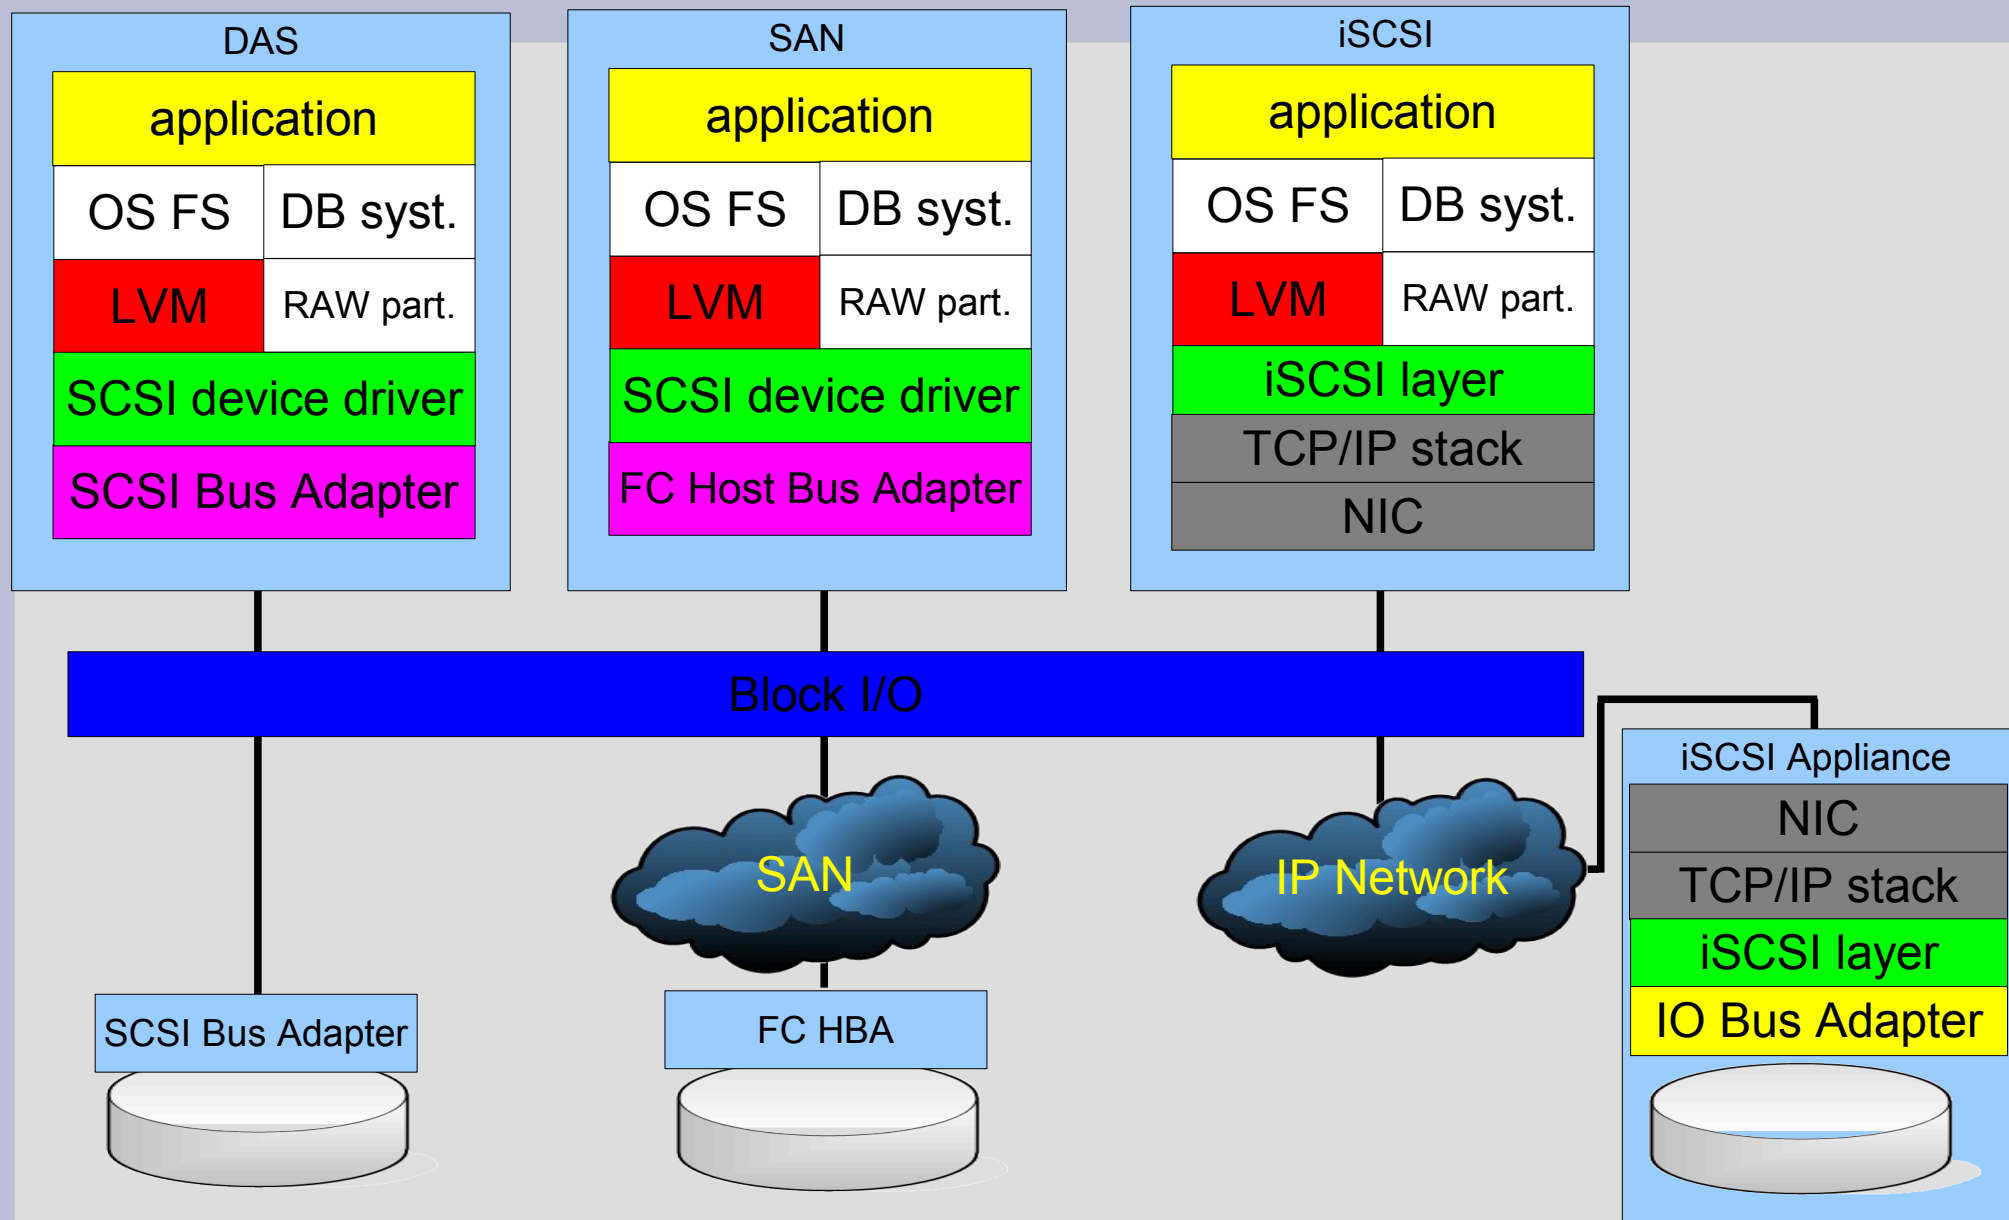 DAS
application
OS FS
DB syst.
LVM
RAW part.
SCSI device driver
SCSI Bus Adapter
SAN
application
OS FS
DB syst.
LVM
RAW part.
SCSI device driver
FC Host Bus Adapter
iSCSI
application
OS FS
DB syst.
LVM
RAW part.
iSCSI layer
TCP/IP stack
NIC
Block I/O
SCSI Bus Adapter
SAN
FC HBA
IP Network
iSCSI Appliance
NIC
TCP/IP stack
iSCSI layer
IO Bus Adapter